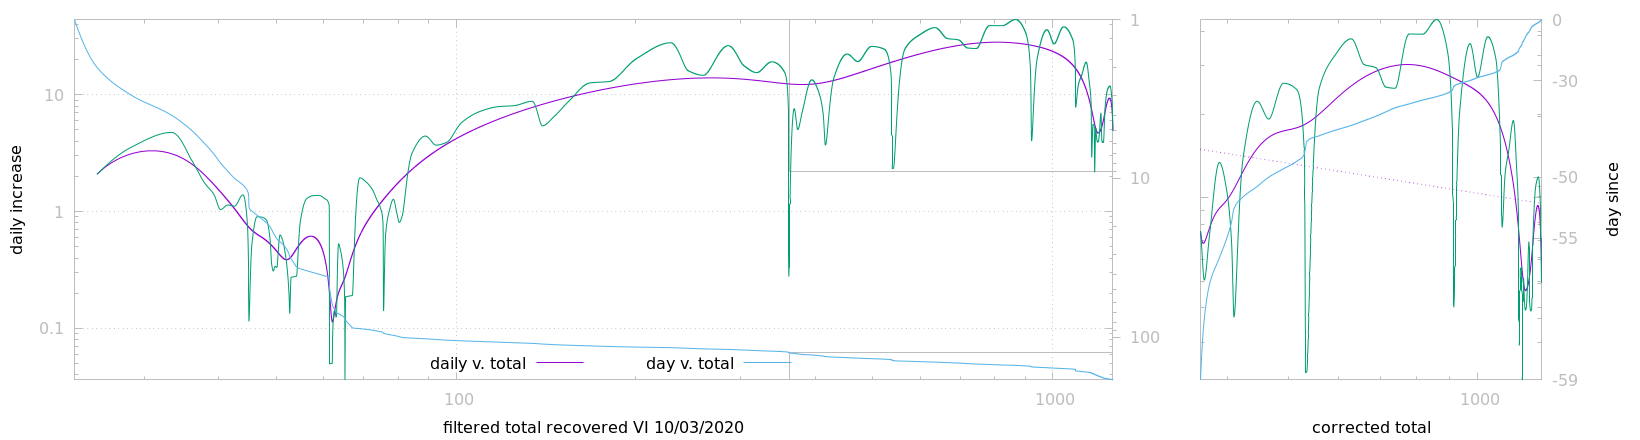 daily increase
10
1
0.1
daily v. total
day v. total
100
1000
filtered total recovered VI 10/03/2020
1
10
100
0
-30
-50
-55
-59
day since
1000
corrected total